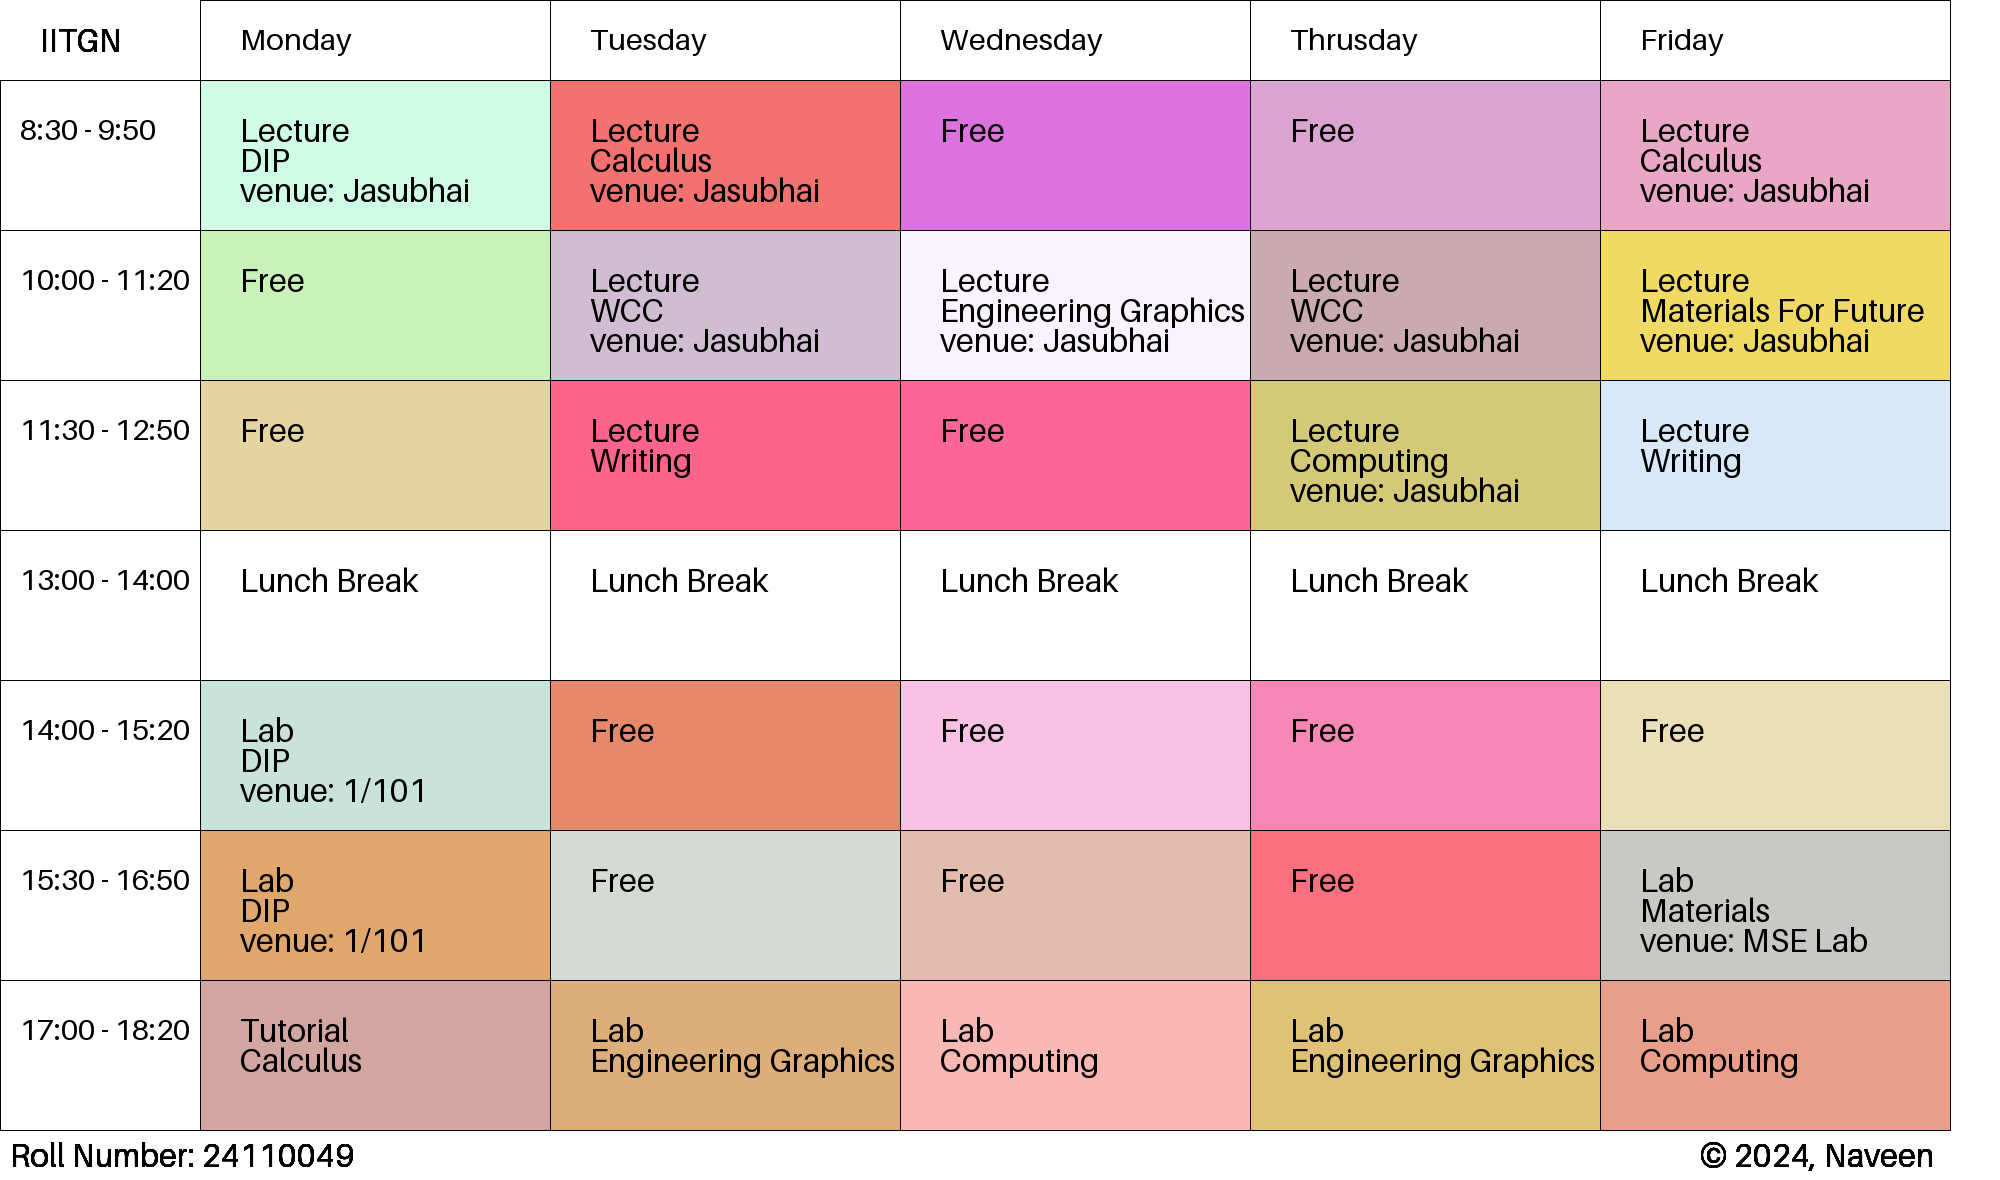 IITGN
Monday
Tuesday
Wednesday
Thrusday
Friday
8:30 - 9:50
Lecture
DIP
venue: Jasubhai
Lecture
Calculus
venue: Jasubhai
Free
Free
Lecture
Calculus
venue: Jasubhai
10:00 - 11:20
Free
Lecture
WCC
venue: Jasubhai
Lecture
Engineering Graphics
venue: Jasubhai
Lecture
WCC
venue: Jasubhai
Lecture
Materials For Future
venue: Jasubhai
11:30 - 12:50
Free
Lecture
Writing
Free
Lecture
Computing
venue: Jasubhai
Lecture
Writing
13:00 - 14:00
Lunch Break
Lunch Break
Lunch Break
Lunch Break
Lunch Break
14:00 - 15:20
Lab
DIP
venue: 1/101
Free
Free
Free
Free
15:30 - 16:50
Lab
DIP
venue: 1/101
Free
Free
Free
Lab
Materials
venue: MSE Lab
17:00 - 18:20
Tutorial
Calculus
Lab
Engineering Graphics
Lab
Computing
Lab
Engineering Graphics
Lab
Computing
Roll Number: 24110049
© 2024, Naveen